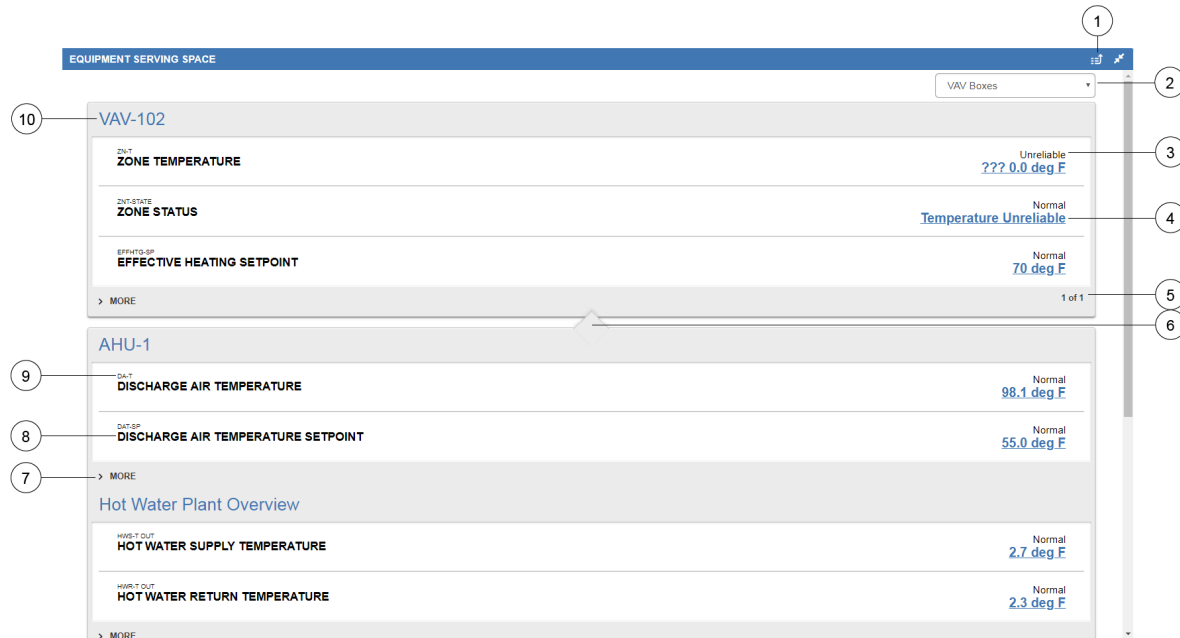 1
EQUIPMENT SERVING SPACE
VAV Boxes
2
10
VAV-102
ZN-T
ZONE TEMPERATURE
Unreliable
3
??? 0.0 deg F
ZNT-STATE
ZONE STATUS
Normal
Temperature Unreliable
4
EFFHTG-SP
EFFECTIVE HEATING SETPOINT
Normal
70 deg F
> MORE
1 of 1
5
6
AHU-1
9
DA-T
DISCHARGE AIR TEMPERATURE
Normal
98.1 deg F
8
DAT-SP
DISCHARGE AIR TEMPERATURE SETPOINT
Normal
55.0 deg F
7
> MORE
Hot Water Plant Overview
HWS-T OUT
HOT WATER SUPPLY TEMPERATURE
Normal
2.7 deg F
HWR-T OUT
HOT WATER RETURN TEMPERATURE
Normal
2.3 deg F
> MORE